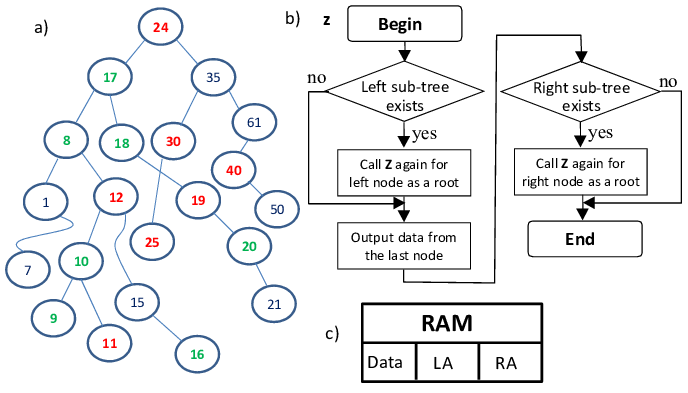 a)
24
17
35
8
18
30
61
1
12
19
40
50
7
10
25
20
9
15
21
11
16
b)
z
Begin
no
Left sub-tree
exists
yes
Call Z again for
left node as a root
Output data from
the last node
Right sub-tree
exists
no
yes
Call Z again for
right node as a root
End
c)
RAM
Data LA RA